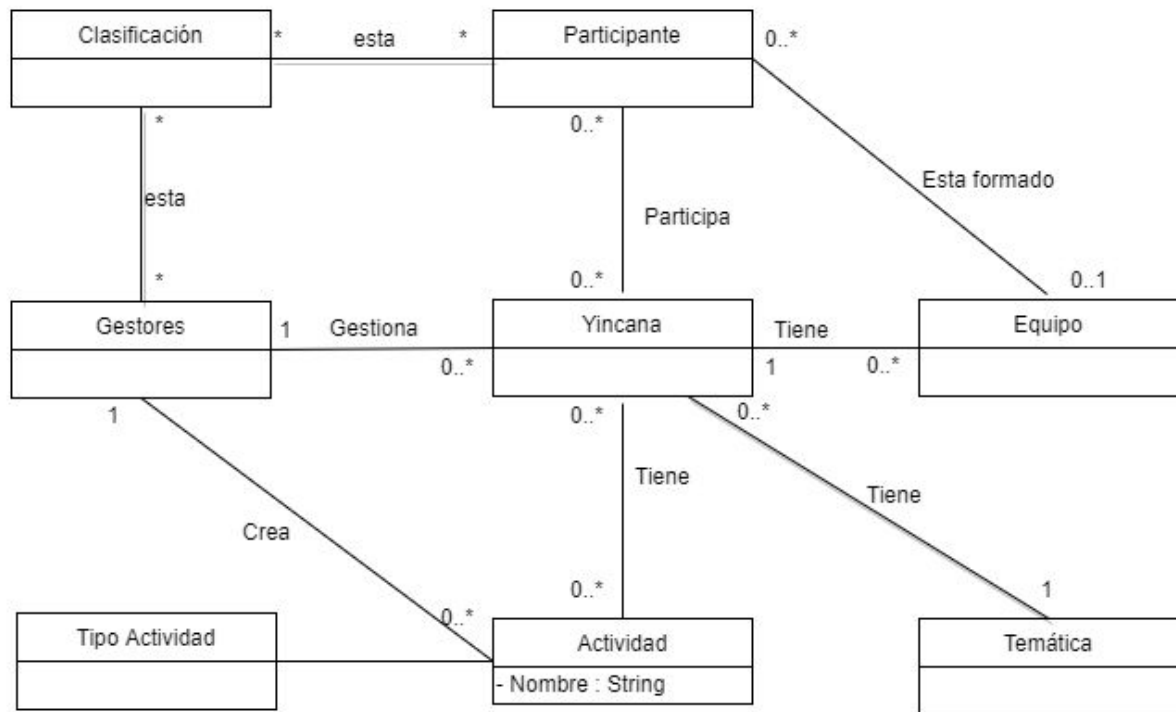 Clasificación
* esta *
Participante
0..*
*
0..*
esta
Esta formado
Participa
*
0..*
0..1
Gestores
1 Gestiona
0..*
Yincana
Tiene
1
0..*
Equipo
1
0..*
0..*
Tiene
Tiene
Crea
0..*
0..*
1
Tipo Actividad
Actividad
- Nombre : String
Temática